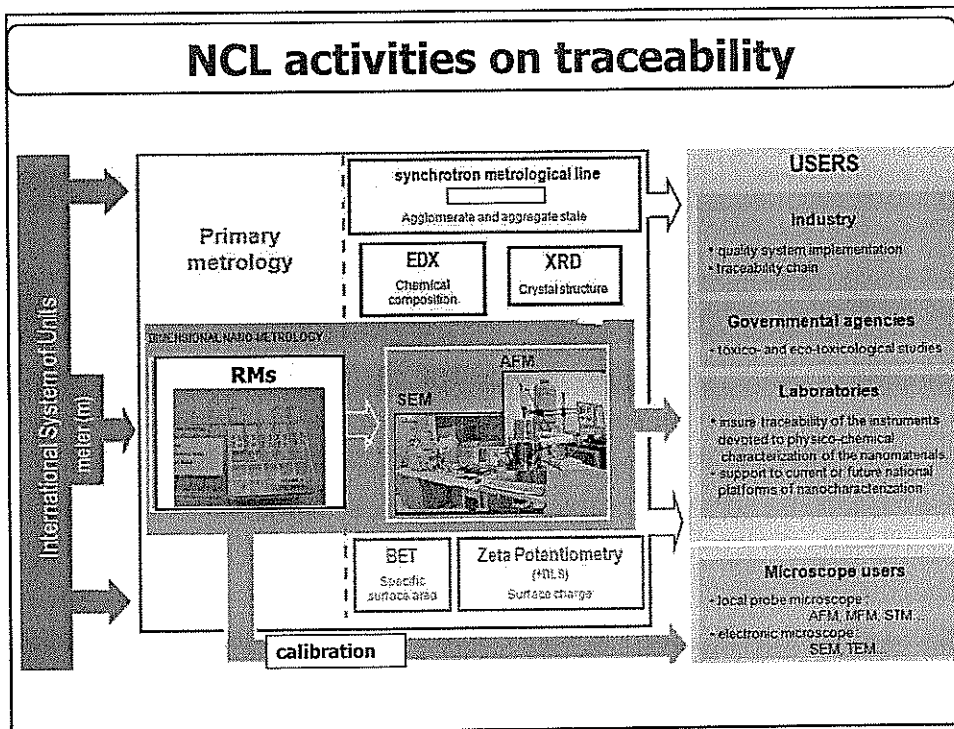 NCL activities on traceability
International System of Units
meter (m)
Primary
metrology
synchrotron metrological line
Agglomerate and aggregate state
EDX
Chemical
composition
XRD
Crystal structure
DIMENSIONAL NANO-METROLOGY
RMs
SEM
AFM
BET
Specific
surface area
Zeta Potentiometry
(+DLS)
Surface charge
calibration
USERS
Industry
• quality system implementation
• traceability chain
Governmental agencies
• toxico- and eco-toxicological studies
Laboratories
• insure traceability of the instruments
devoted to physico-chemical
characterization of the nanomaterials
• support to current or future national
platforms of nanocharacterization
Microscope users
• local probe microscope :
AFM, MFM, STM...
• electronic microscope :
SEM, TEM...